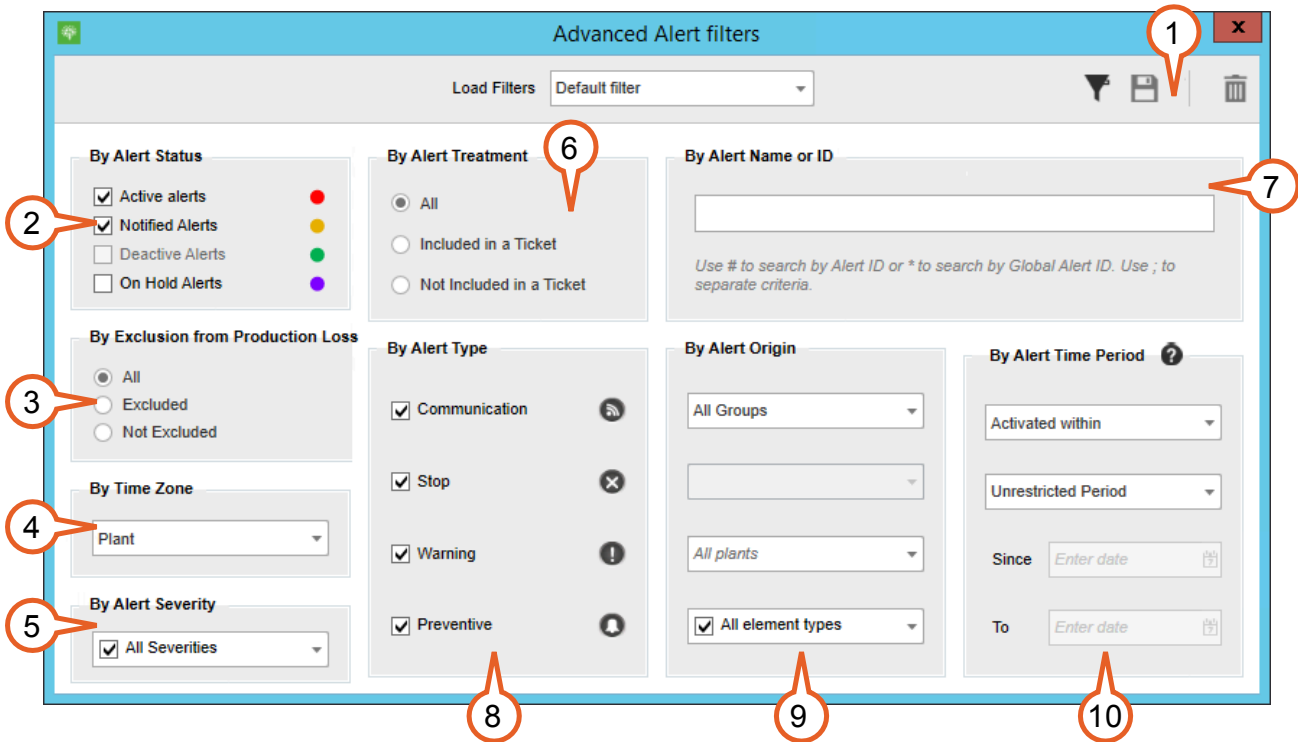 Advanced Alert filters
x
1
Load Filters
Default filter
By Alert Status
Active alerts
Notified Alerts
Deactive Alerts
On Hold Alerts
2
By Alert Treatment
6
All
Included in a Ticket
Not Included in a Ticket
By Alert Name or ID
7
Use # to search by Alert ID or * to search by Global Alert ID. Use ; to
separate criteria.
By Exclusion from Production Loss
All
3
Excluded
Not Excluded
By Time Zone
4
Plant
By Alert Severity
5
All Severities
By Alert Type
Communication
Stop
Warning
Preventive
8
By Alert Origin
All Groups
All plants
All element types
9
By Alert Time Period
?
Activated within
Unrestricted Period
Since
Enter date
To
Enter date
10